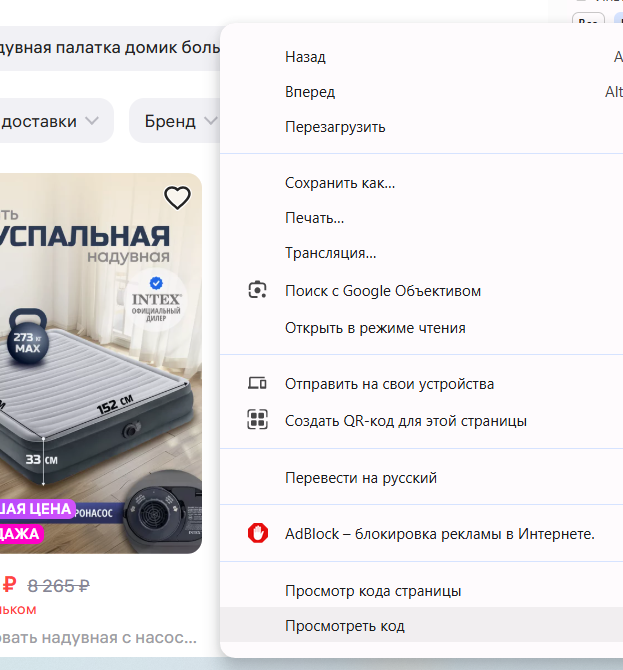 дувная палатка домик боль
доставки
Бренд
УСПАЛЬНАЯ
надувная
INTEX
ОФИЦИАЛЬНЫЙ
ДИЛЕР
273 кг
MAX
152 см
33 см
ШАЯ ЦЕНА
РОНАСОС
ДАЖА
₽ 8 265 ₽
льком
овать надувная с насос...
Назад
Вперед
Alt
Перезагрузить
Сохранить как...
Печать...
Трансляция...
Поиск с Google Объективом
Открыть в режиме чтения
Отправить на свои устройства
Создать QR-код для этой страницы
Перевести на русский
AdBlock – блокировка рекламы в Интернете.
Просмотр кода страницы
Просмотреть код